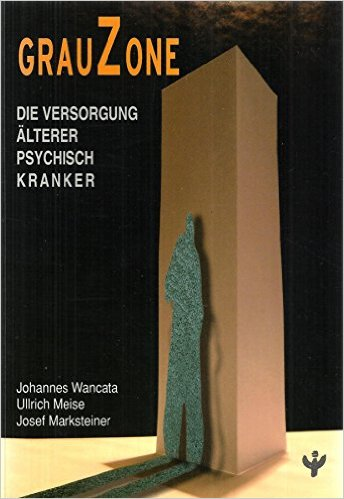 GRAUZONE
DIE VERSORGUNG
ÄLTERER
PSYCHISCH
KRANKER
Johannes Wancata
Ullrich Meise
Josef Marksteiner